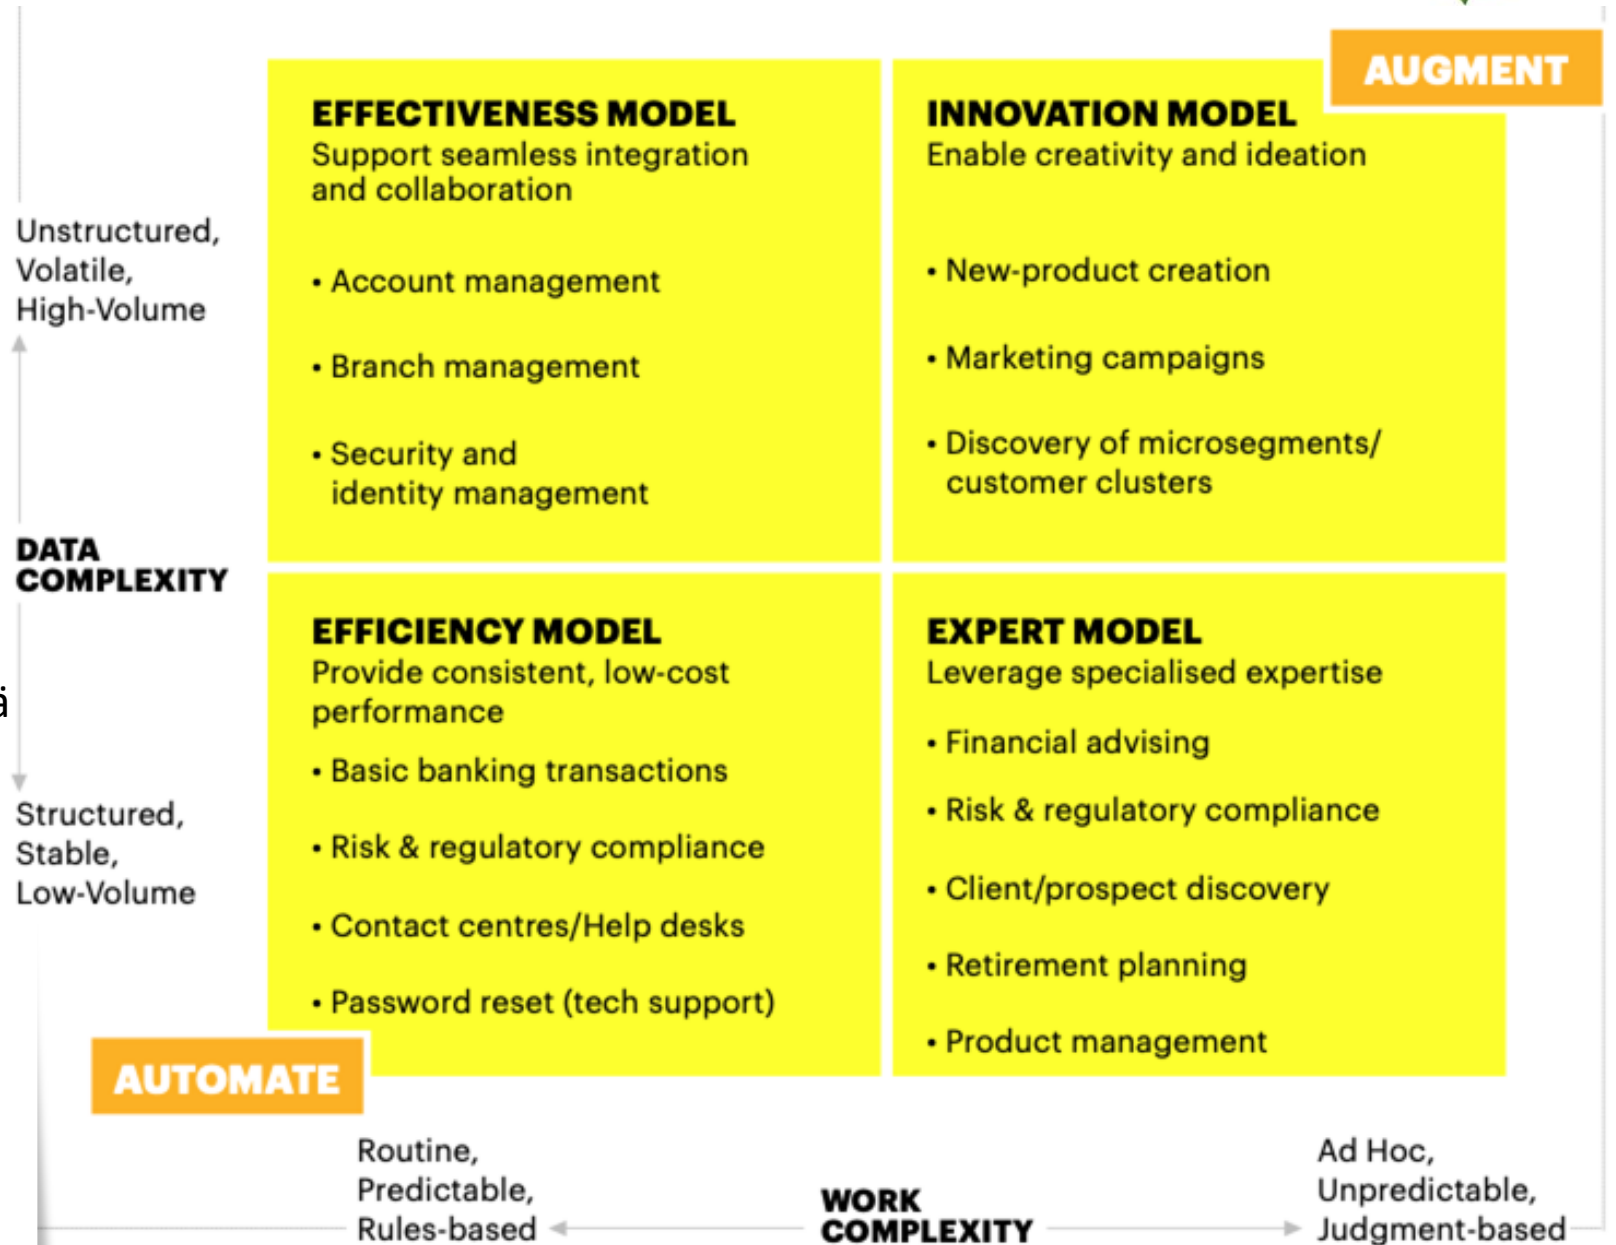 AUGMENT
EFFECTIVENESS MODEL
Support seamless integration
and collaboration
• Account management
• Branch management
• Security and
identity management
INNOVATION MODEL
Enable creativity and ideation
• New-product creation
• Marketing campaigns
• Discovery of microsegments/
customer clusters
Unstructured,
Volatile,
High-Volume
DATA
COMPLEXITY
ä
Structured,
Stable,
Low-Volume
EFFICIENCY MODEL
Provide consistent, low-cost
performance
• Basic banking transactions
• Risk & regulatory compliance
• Contact centres/Help desks
• Password reset (tech support)
EXPERT MODEL
Leverage specialised expertise
• Financial advising
• Risk & regulatory compliance
• Client/prospect discovery
• Retirement planning
• Product management
AUTOMATE
Routine,
Predictable,
Rules-based
WORK
COMPLEXITY
Ad Hoc,
Unpredictable,
Judgment-based